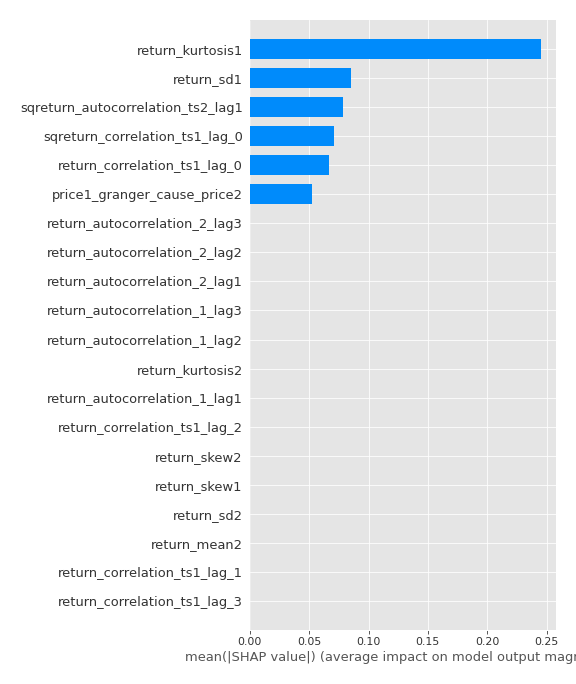 return_kurtosis1
return_sd1
sqreturn_autocorrelation_ts2_lag1
sqreturn_correlation_ts1_lag_0
return_correlation_ts1_lag_0
price1_granger_cause_price2
return_autocorrelation_2_lag3
return_autocorrelation_2_lag2
return_autocorrelation_2_lag1
return_autocorrelation_1_lag3
return_autocorrelation_1_lag2
return_kurtosis2
return_autocorrelation_1_lag1
return_correlation_ts1_lag_2
return_skew2
return_skew1
return_sd2
return_mean2
return_correlation_ts1_lag_1
return_correlation_ts1_lag_3
0.00 0.05 0.10 0.15 0.20 0.25
mean(|SHAP value|) (average impact on model output magn